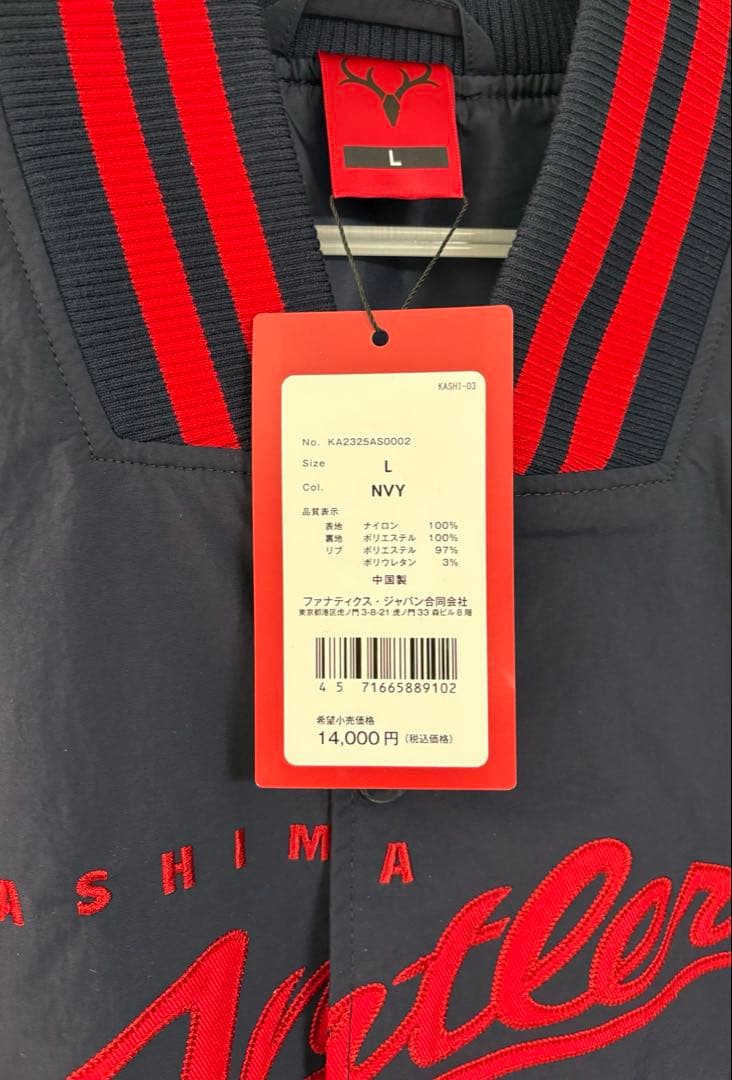 L
KASHI-03
No. KA2325AS0002
Size L
Col. NVY
品質表示
表地 ナイロン 100%
裏地 ポリエステル 100%
リブ ポリエステル 97%
ポリウレタン 3%
中国製
ファナティクス・ジャパン合同会社
東京都港区虎ノ門3-8-21 虎ノ門33 森ビル8階
4571665889102
希望小売価格
14,000円(税込価格)
ASHIMA
Antler